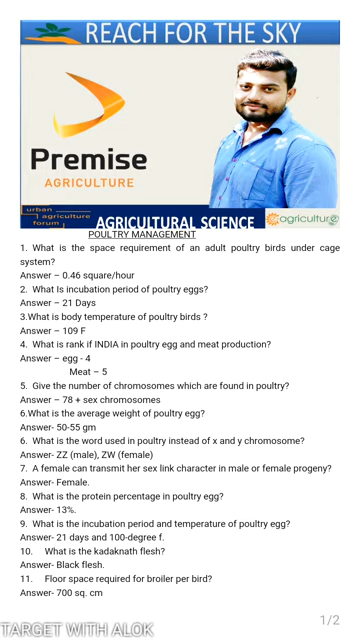 REACH FOR THE SKY
Premise
AGRICULTURE
urban
agriculture
forum
AGRICULTURAL SCIENCE
agriculture
POULTRY MANAGEMENT
1. What is the space requirement of an adult poultry birds under cage
system?
Answer – 0.46 square/hour
2. What Is incubation period of poultry eggs?
Answer – 21 Days
3.What is body temperature of poultry birds ?
Answer – 109 F
4. What is rank if INDIA in poultry egg and meat production?
Answer – egg - 4
Meat – 5
5. Give the number of chromosomes which are found in poultry?
Answer – 78 + sex chromosomes
6.What is the average weight of poultry egg?
Answer- 50-55 gm
6. What is the word used in poultry instead of x and y chromosome?
Answer- ZZ (male), ZW (female)
7. A female can transmit her sex link character in male or female progeny?
Answer- Female.
8. What is the protein percentage in poultry egg?
Answer- 13%.
9. What is the incubation period and temperature of poultry egg?
Answer- 21 days and 100-degree f.
10. What is the kadaknath flesh?
Answer- Black flesh.
11. Floor space required for broiler per bird?
Answer- 700 sq. cm
1/2
TARGET WITH ALOK